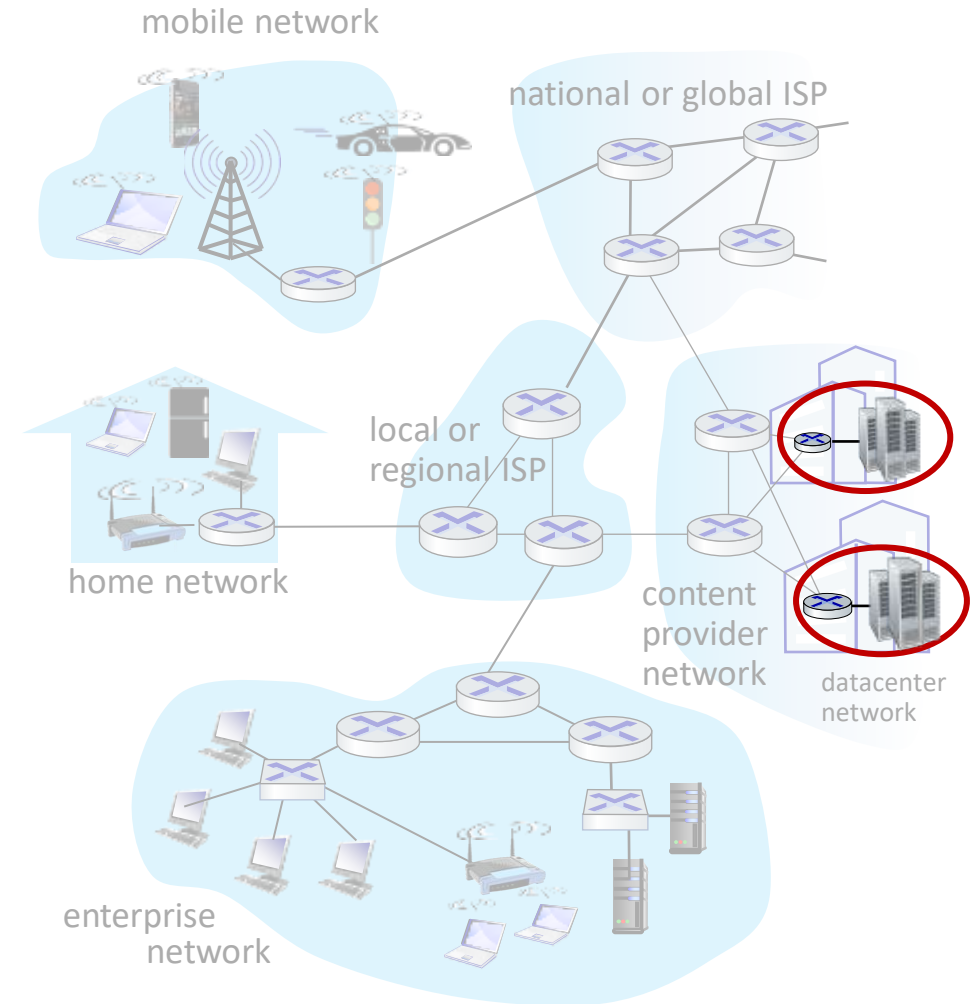 mobile network
national or global ISP
local or
regional ISP
home network
content
provider
network
datacenter
network
enterprise
network